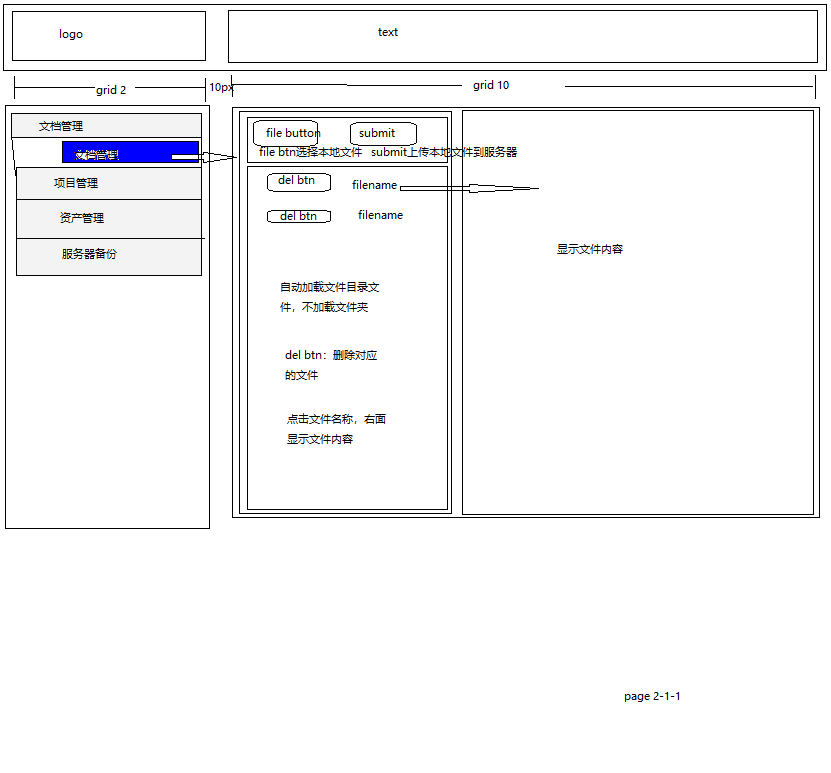 logo
text
grid 2
10px
grid 10
文档管理
文档管理
项目管理
资产管理
服务器备份
file button
submit
file btn选择本地文件 submit上传本地文件到服务器
del btn
filename
del btn
filename
自动加载文件目录文
件，不加载文件夹
del btn：删除对应
的文件
点击文件名称，右面
显示文件内容
显示文件内容
page 2-1-1